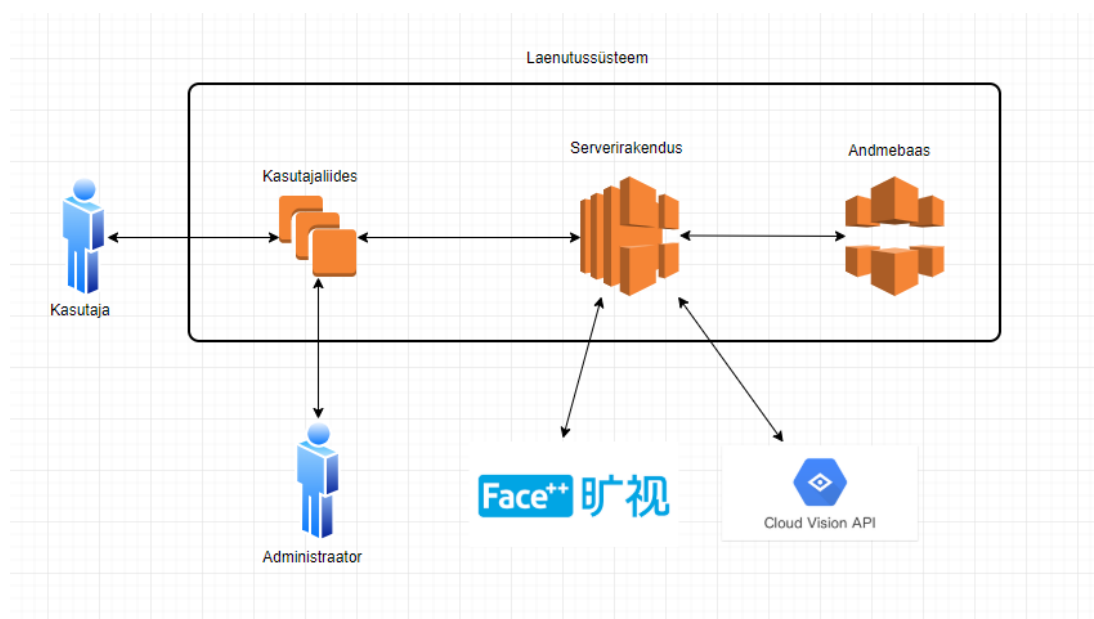 Laenutussüsteem
Serverirakendus
Andmebaas
Kasutajaliides
Kasutaja
Face++ 旷视
Cloud Vision API
Administraator